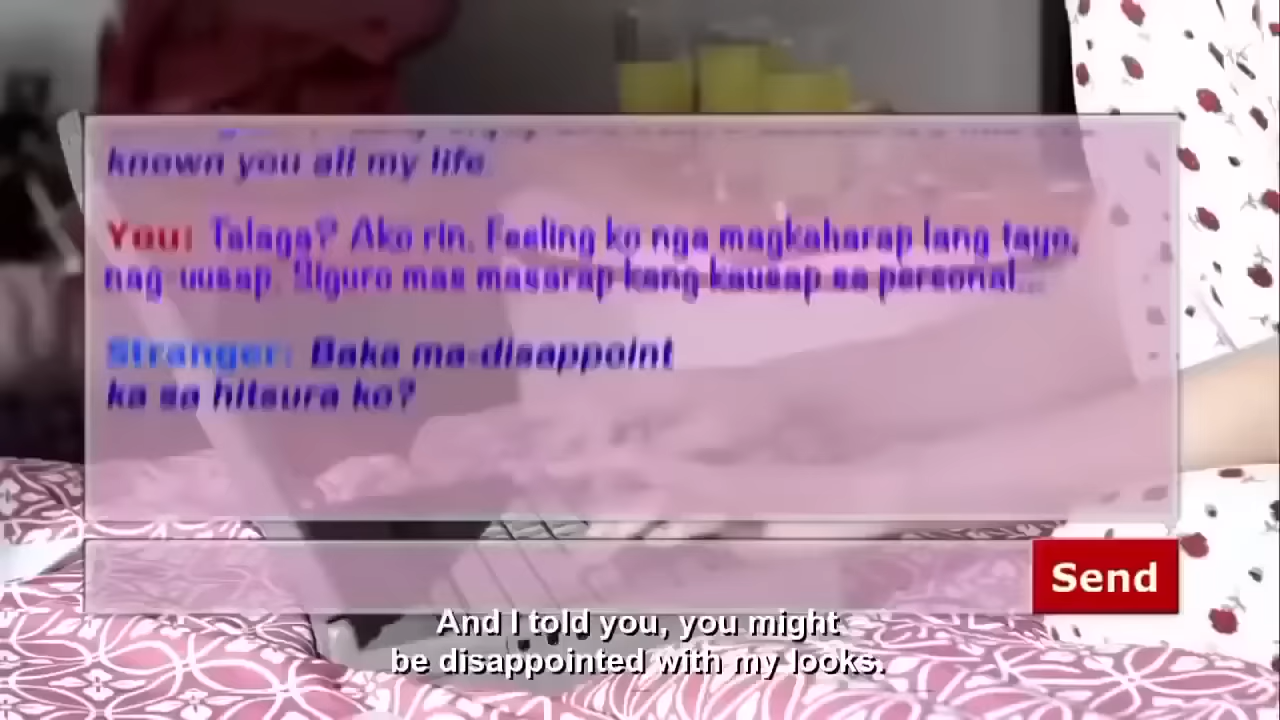 known you all my life.
You: Talaga? Ako rin. Feeling ko nga magkaharap lang tayo,
nag-uusap. Siguro mas masarap kang kausap sa personal...
Stranger: Baka ma-disappoint
ka sa hitsura ko?
Send
And I told you, you might
be disappointed with my looks.